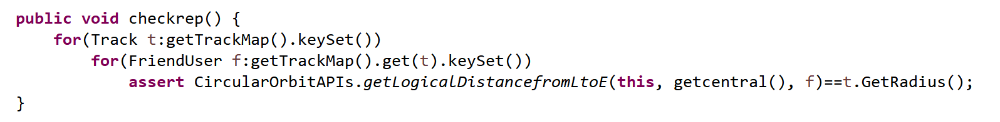 public void checkrep() {
    for(Track t:getTrackMap().keySet())
        for(FriendUser f:getTrackMap().get(t).keySet())
            assert CircularOrbitAPIs.getLogicalDistancefromLtoE(this, getcentral(), f)==t.GetRadius();
}